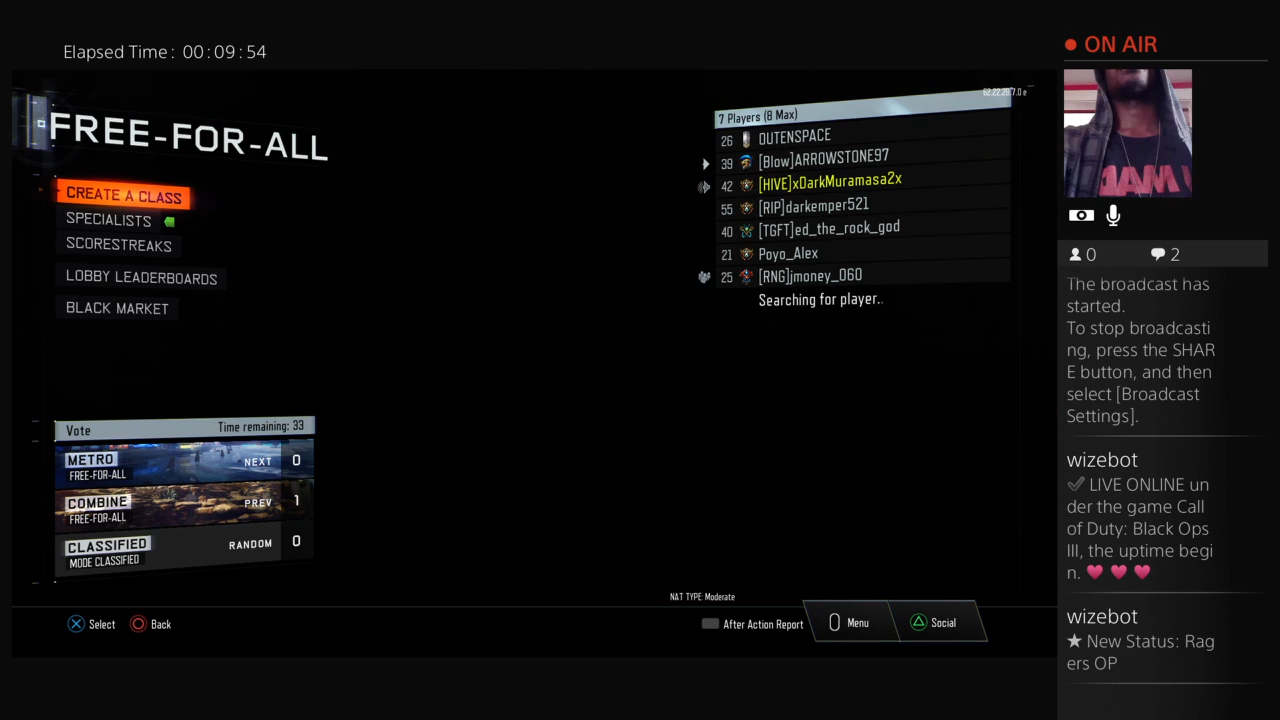 Elapsed Time: 00:09:54
ON AIR
FREE-FOR-ALL
CREATE A CLASS
SPECIALISTS
SCORESTREAKS
LOBBY LEADERBOARDS
BLACK MARKET
7 Players (8 Max)
26 OUTENSPACE
39 [Blow]ARROWSTONE97
42 [HIVE]xDarkMuramasa2x
55 [RIP]darkemper521
40 [TGFT]ed_the_rock_god
21 Poyo_Alex
25 [RNG]jmoney_060
Searching for player..
Vote Time remaining: 33
METRO NEXT 0
FREE-FOR-ALL
COMBINE PREV 1
FREE-FOR-ALL
CLASSIFIED RANDOM 0
MODE CLASSIFIED
NAT TYPE: Moderate
Select Back After Action Report Menu Social
0 2
The broadcast has
started.
To stop broadcasti
ng, press the SHAR
E button, and then
select [Broadcast
Settings].
wizebot
LIVE ONLINE un
der the game Call
of Duty: Black Ops
III, the uptime begi
n. ♥ ♥ ♥
wizebot
★ New Status: Rag
ers OP